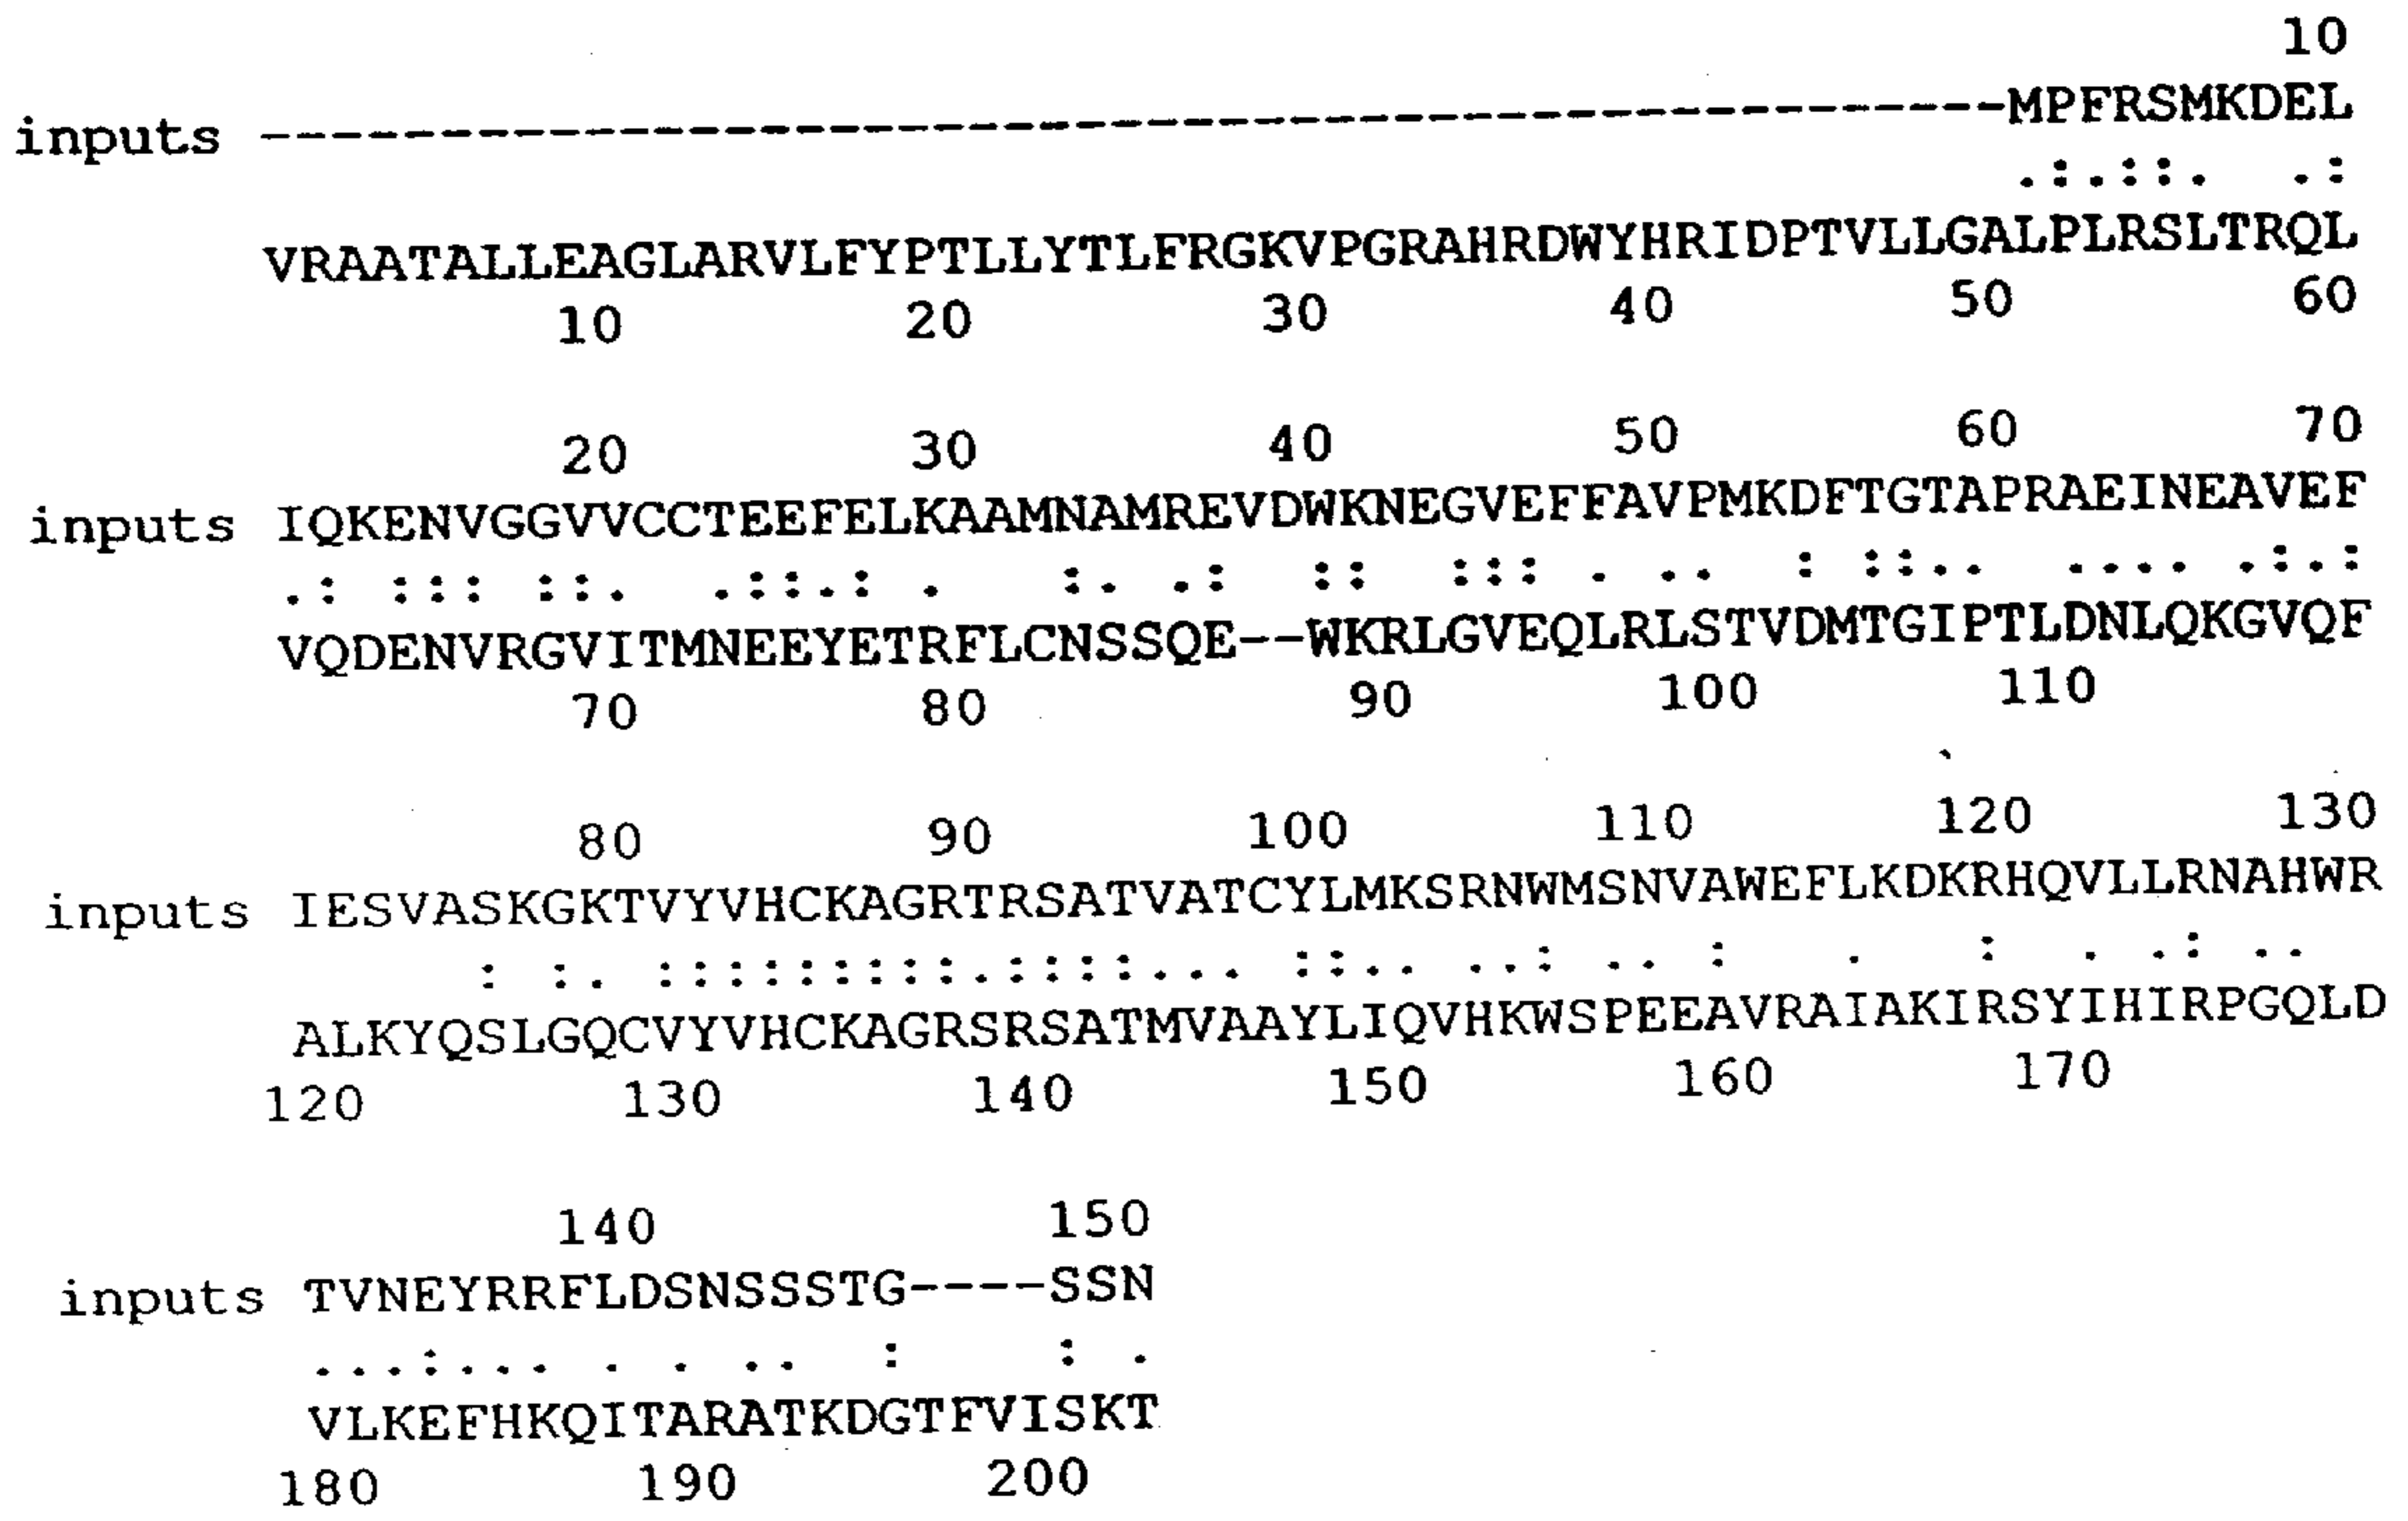 10
inputs -------------------------------------------------MPFRSMKDEL
.:.::. .:
VRAATALLEAGLARVLFYPTLLYTLFRGKVPGRAHRDWYHRIDPTVLLGALPLRSLTRQL
10 20 30 40 50 60
20 30 40 50 60 70
inputs IQKENVGGVVCCTEEFELKAAMNAMREVDWKNEGVEFFAVPMKDFTGTAPRAEINEAVEF
.: ::: ::. .::.: . :. .: :: ::: . .. : ::.. .... .:.:
VQDENVRGVITMNEEYETRFLCNSSQE--WKRLGVEQLRLSTVDMTGIPTLDNLQKGVQF
70 80 90 100 110
80 90 100 110 120 130
inputs IESVASKGKTVYVHCKAGRTRSATVATCYLMKSRNWMSNVAWEFLKDKRHQVLLRNAHWR
: :. :::::::::.::::... ::.. ..: .. : . : . .: ..
ALKYQSLGQCVYVHCKAGRSRSATMVAAYLIQVHKWSPEEAVRAIAKIRSYIHIRPGQLD
120 130 140 150 160 170
140 150
inputs TVNEYRRFLDSNSSSTG----SSN
...:... . . .. : : .
VLKEFHKQITARATKDGTFVISKT
180 190 200